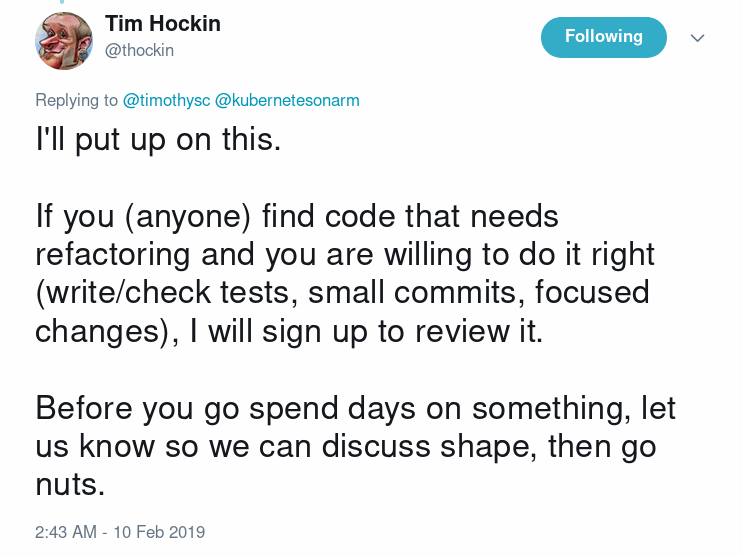 Tim Hockin
@thockin
Following
Replying to @timothysc @kubernetesonarm
I'll put up on this.
If you (anyone) find code that needs
refactoring and you are willing to do it right
(write/check tests, small commits, focused
changes), I will sign up to review it.
Before you go spend days on something, let
us know so we can discuss shape, then go
nuts.
2:43 AM - 10 Feb 2019